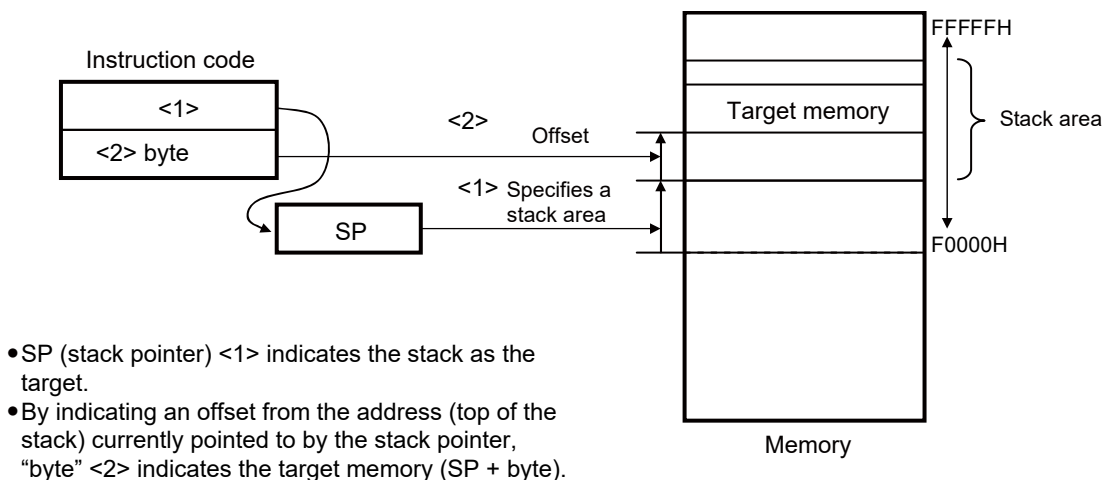 Instruction code
<1>
<2> byte
SP
<2>
Offset
<1> Specifies a
stack area
Target memory
FFFFFH
Stack area
F0000H
Memory
•SP (stack pointer) <1> indicates the stack as the
target.
•By indicating an offset from the address (top of the
stack) currently pointed to by the stack pointer,
“byte” <2> indicates the target memory (SP + byte).